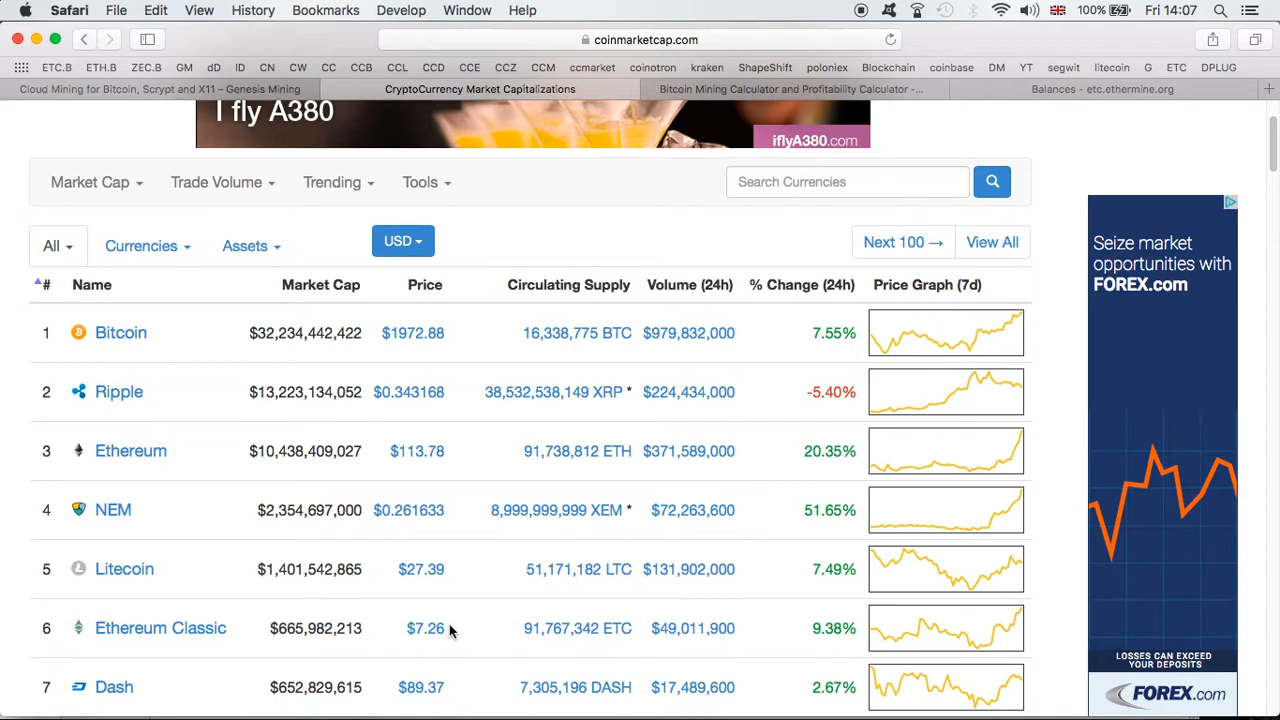 Safari File Edit View History Bookmarks Develop Window Help 100% Fri 14:07
coinmarketcap.com
ETC.B ETH.B ZEC.B GM dD ID CN CW CC CCB CCL CCD CCE CCZ CCM ccmarket coinotron kraken ShapeShift poloniex Blockchain coinbase DM YT segwit litecoin G ETC DPLUG
Cloud Mining for Bitcoin, Scrypt and X11 – Genesis Mining CryptoCurrency Market Capitalizations Bitcoin Mining Calculator and Profitability Calculator -... Balances - etc.ethermine.org +
I fly A380
iflyA380.com
Market Cap Trade Volume Trending Tools Search Currencies
All Currencies Assets USD Next 100 → View All
# Name Market Cap Price Circulating Supply Volume (24h) % Change (24h) Price Graph (7d)
1 Bitcoin $32,234,442,422 $1972.88 16,338,775 BTC $979,832,000 7.55%
2 Ripple $13,223,134,052 $0.343168 38,532,538,149 XRP * $224,434,000 -5.40%
3 Ethereum $10,438,409,027 $113.78 91,738,812 ETH $371,589,000 20.35%
4 NEM $2,354,697,000 $0.261633 8,999,999,999 XEM * $72,263,600 51.65%
5 Litecoin $1,401,542,865 $27.39 51,171,182 LTC $131,902,000 7.49%
6 Ethereum Classic $665,982,213 $7.26 91,767,342 ETC $49,011,900 9.38%
7 Dash $652,829,615 $89.37 7,305,196 DASH $17,489,600 2.67%
Seize market
opportunities with
FOREX.com
LOSSES CAN EXCEED
YOUR DEPOSITS
FOREX.com